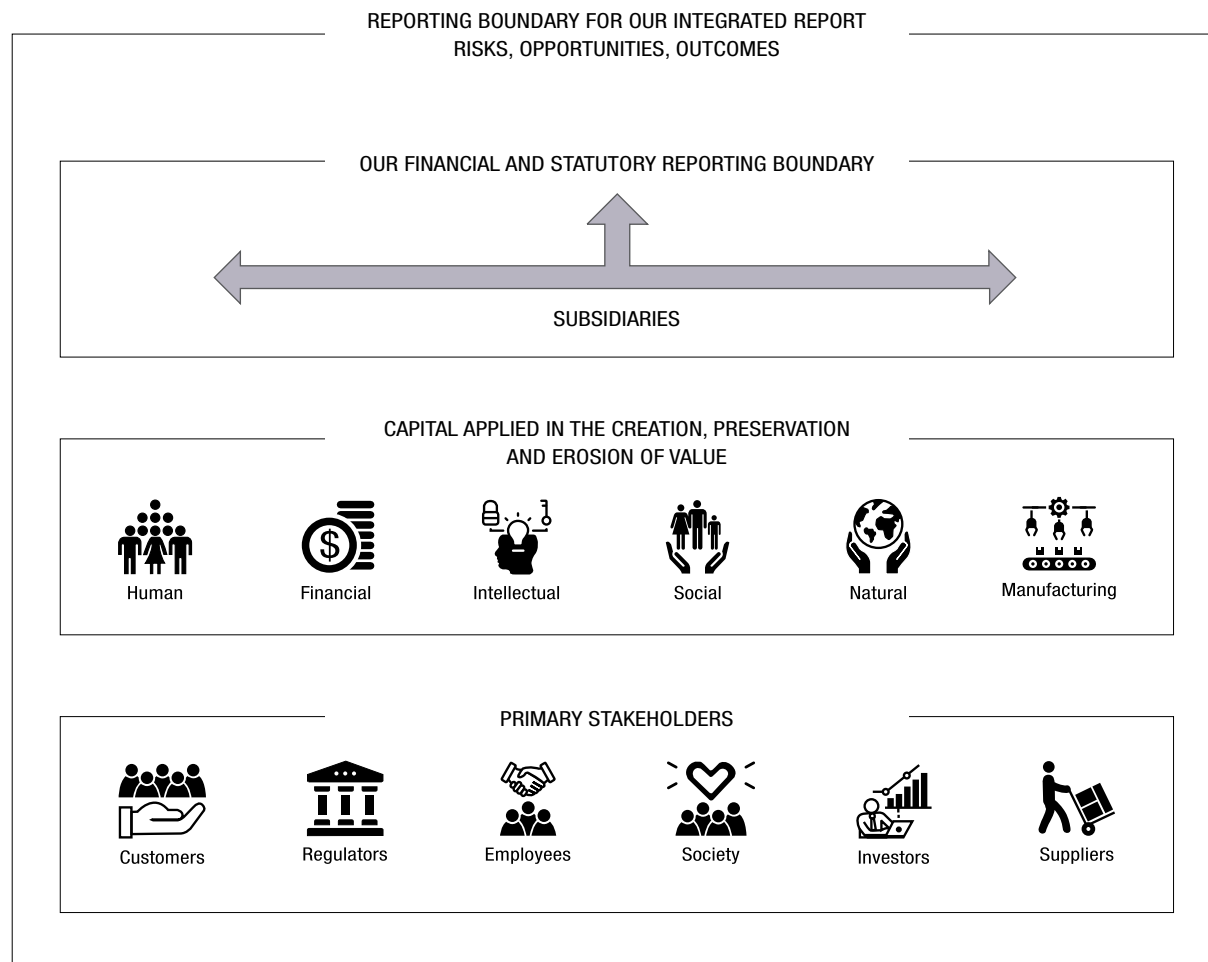 REPORTING BOUNDARY FOR OUR INTEGRATED REPORT
RISKS, OPPORTUNITIES, OUTCOMES
OUR FINANCIAL AND STATUTORY REPORTING BOUNDARY
SUBSIDIARIES
CAPITAL APPLIED IN THE CREATION, PRESERVATION
AND EROSION OF VALUE
$
Human
Financial
Intellectual
Social
Natural
Manufacturing
PRIMARY STAKEHOLDERS
Customers
Regulators
Employees
Society
Investors
Suppliers